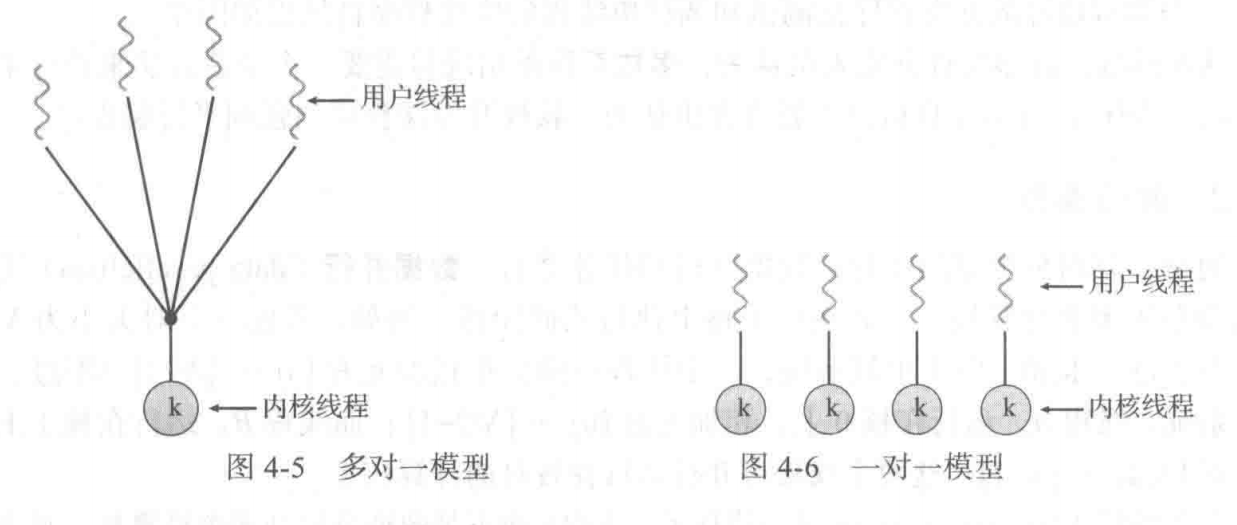 用户线程
用户线程
k
内核线程
k
k
k
k
内核线程
图 4-5 多对一模型
图 4-6 一对一模型